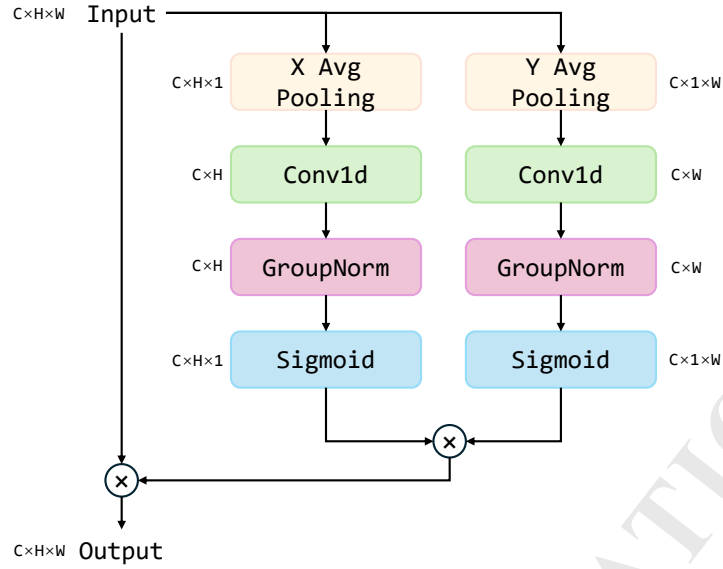 C×H×W Input
X Avg
Pooling
Y Avg
Pooling
C×H×1
C×1×W
C×H
Conv1d
Conv1d
C×W
C×H
GroupNorm
GroupNorm
C×W
C×H×1
Sigmoid
Sigmoid
C×1×W
×
×
C×H×W Output